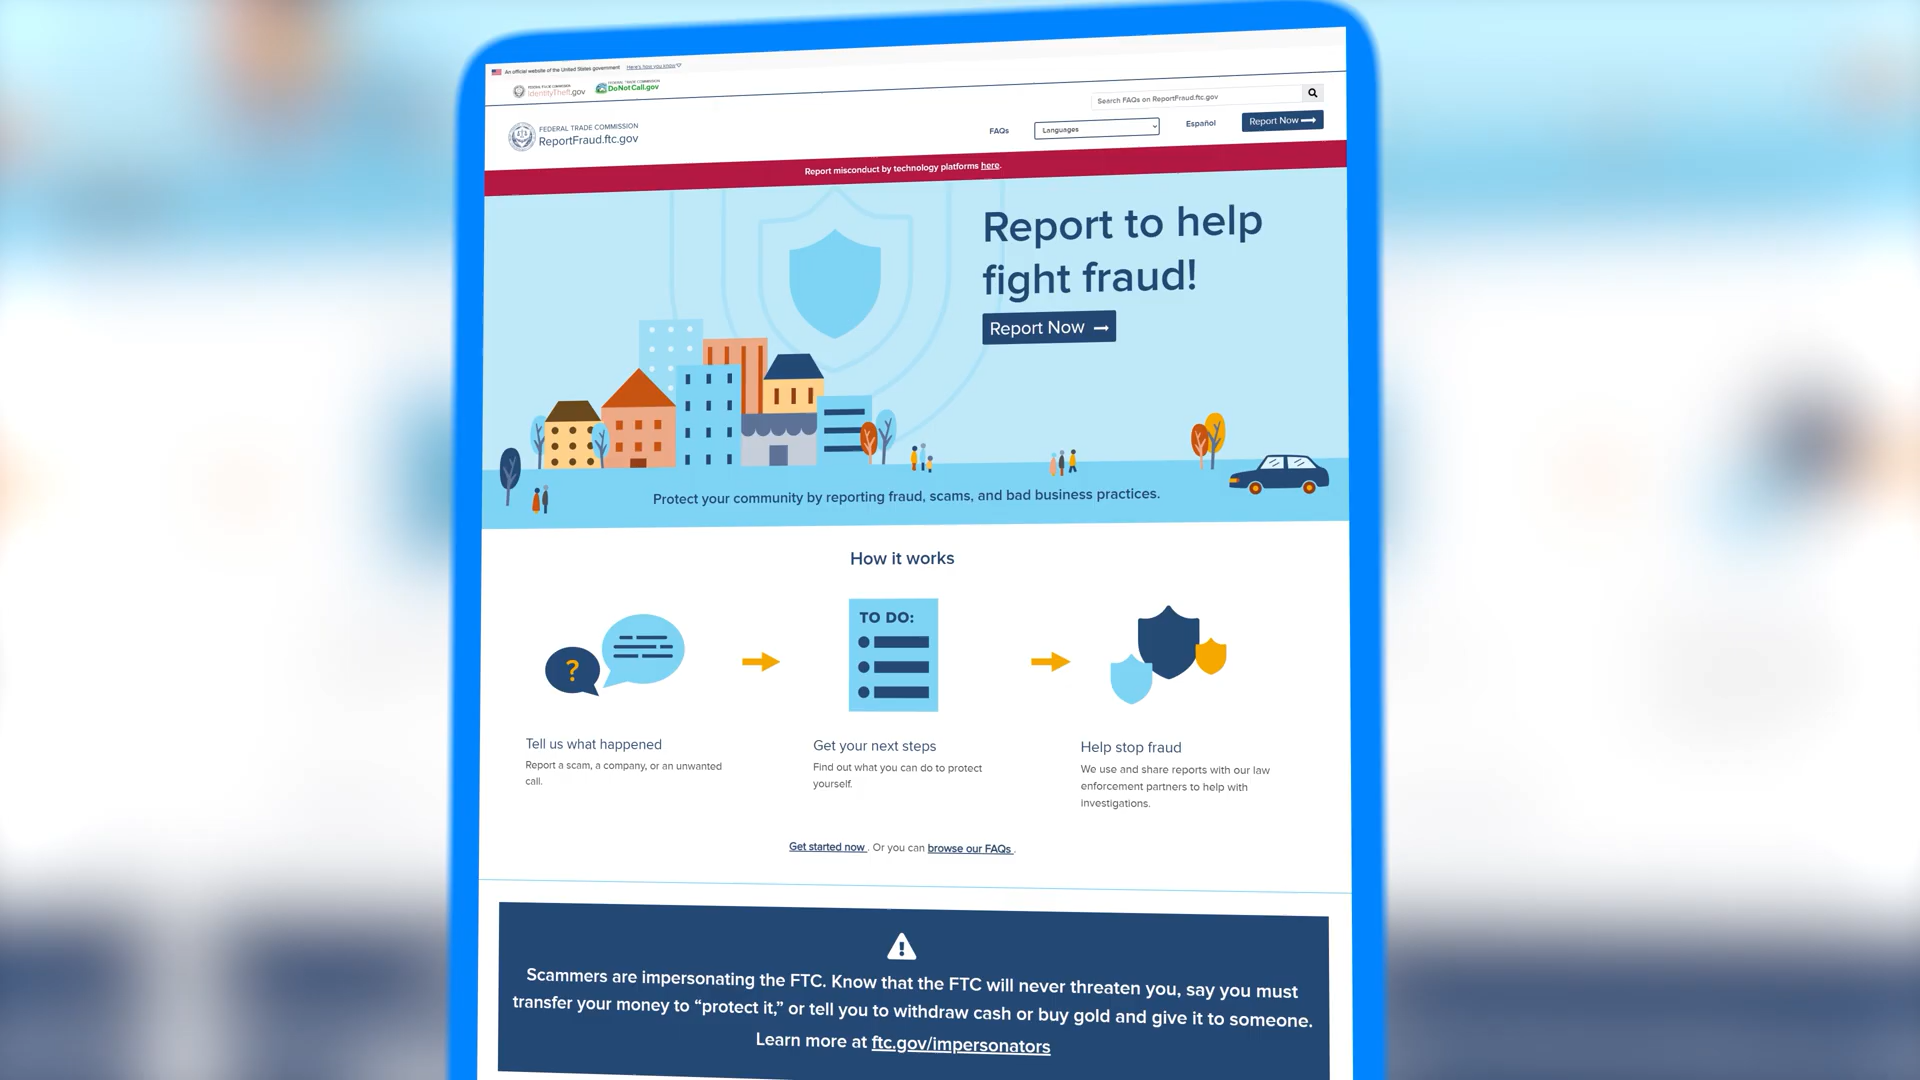 An official website of the United States government Here's how you know
FEDERAL TRADE COMMISSION
IdentityTheft.gov
FEDERAL TRADE COMMISSION
DoNotCall.gov
Search FAQs on ReportFraud.ftc.gov
FEDERAL TRADE COMMISSION
ReportFraud.ftc.gov
FAQs
Languages
Español
Report Now
Report misconduct by technology platforms here.
Report to help
fight fraud!
Report Now
Protect your community by reporting fraud, scams, and bad business practices.
How it works
?
TO DO:
Tell us what happened
Report a scam, a company, or an unwanted
call.
Get your next steps
Find out what you can do to protect
yourself.
Help stop fraud
We use and share reports with our law
enforcement partners to help with
investigations.
Get started now . Or you can browse our FAQs .
Scammers are impersonating the FTC. Know that the FTC will never threaten you, say you must
transfer your money to “protect it,” or tell you to withdraw cash or buy gold and give it to someone.
Learn more at ftc.gov/impersonators